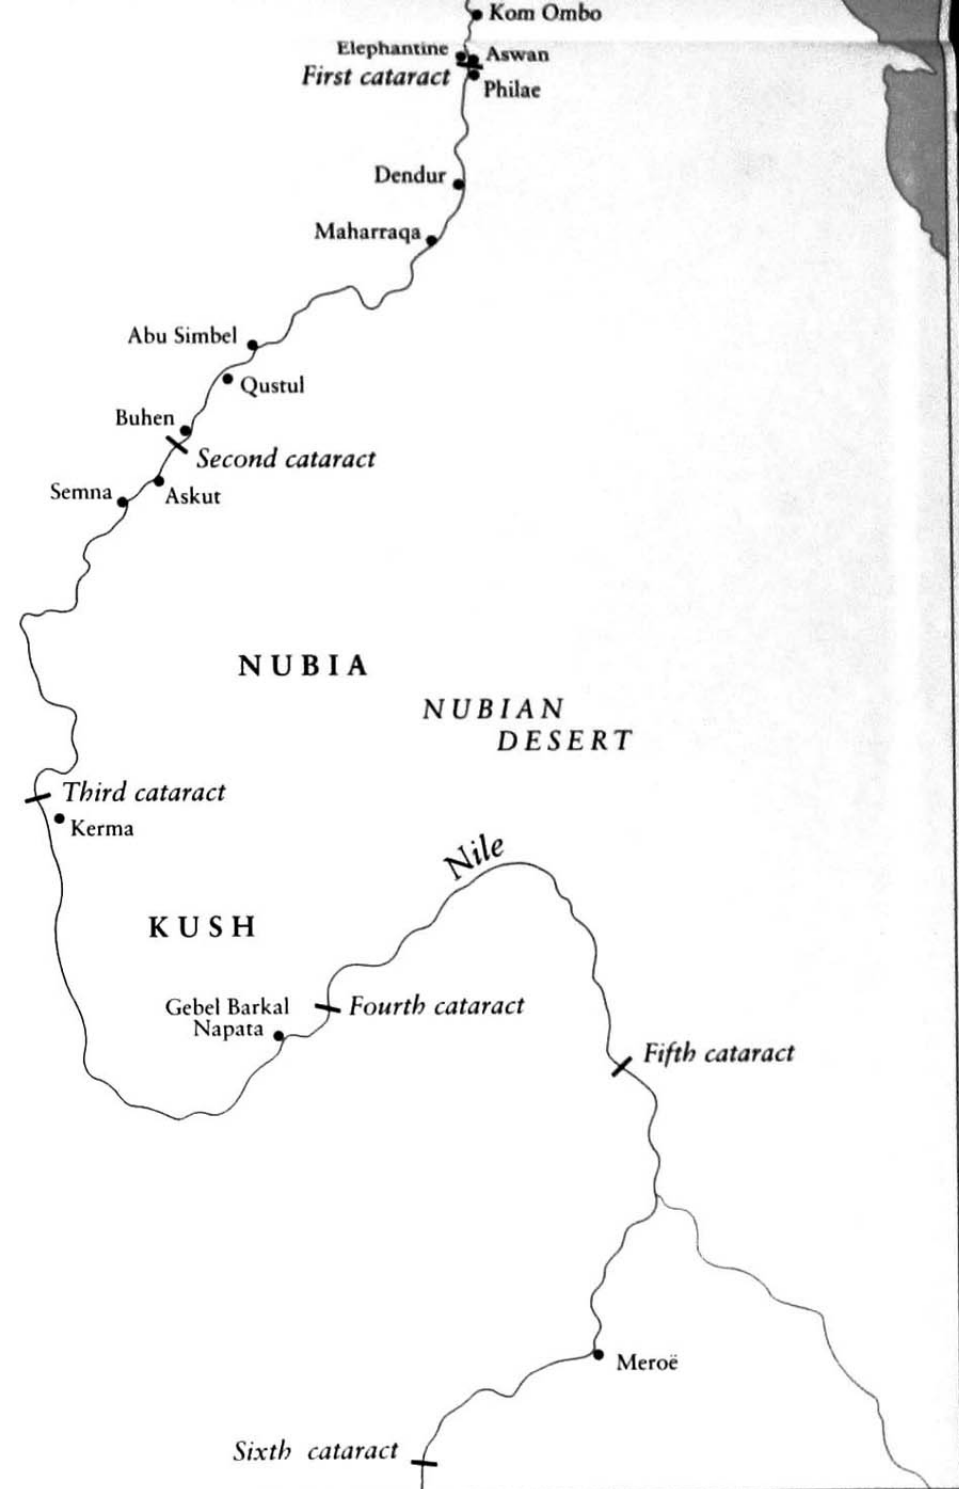 Kom Ombo
Elephantine
Aswan
First cataract
Philae
Dendur
Maharraqa
Abu Simbel
Qustul
Buhen
Second cataract
Semna
Askut
NUBIA
NUBIAN
DESERT
Third cataract
Kerma
Nile
KUSH
Gebel Barkal
Napata
Fourth cataract
Fifth cataract
Meroë
Sixth cataract